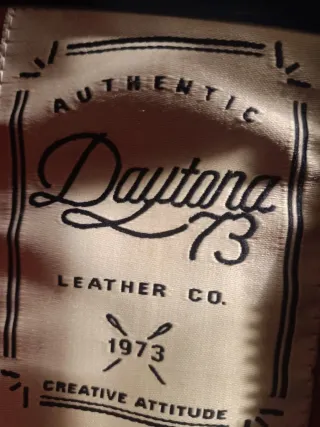 AUTHENTIC
Daytona
73
LEATHER CO.
1973
CREATIVE ATTITUDE